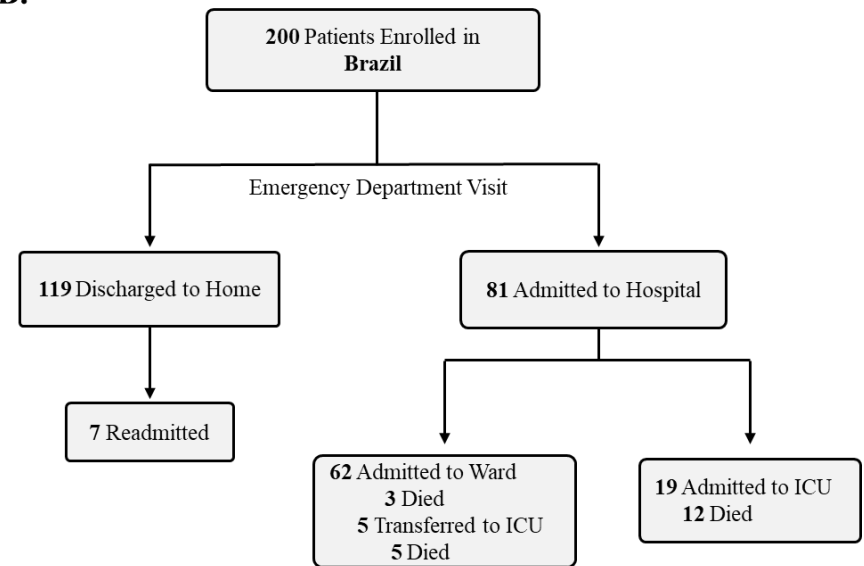 200 Patients Enrolled in
Brazil
Emergency Department Visit
119 Discharged to Home
81 Admitted to Hospital
7 Readmitted
62 Admitted to Ward
3 Died
5 Transferred to ICU
5 Died
19 Admitted to ICU
12 Died